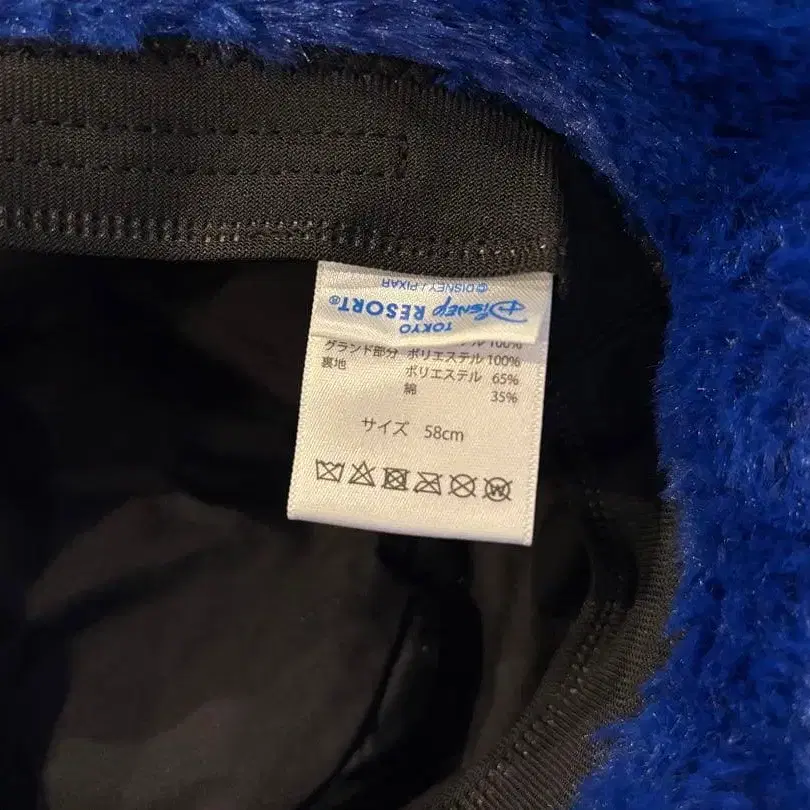 TOKYO
Disney RESORT®
© DISNEY / PIXAR
100%
グランド部分 ポリエステル 100%
裏地 ポリエステル 65%
綿 35%
サイズ 58cm